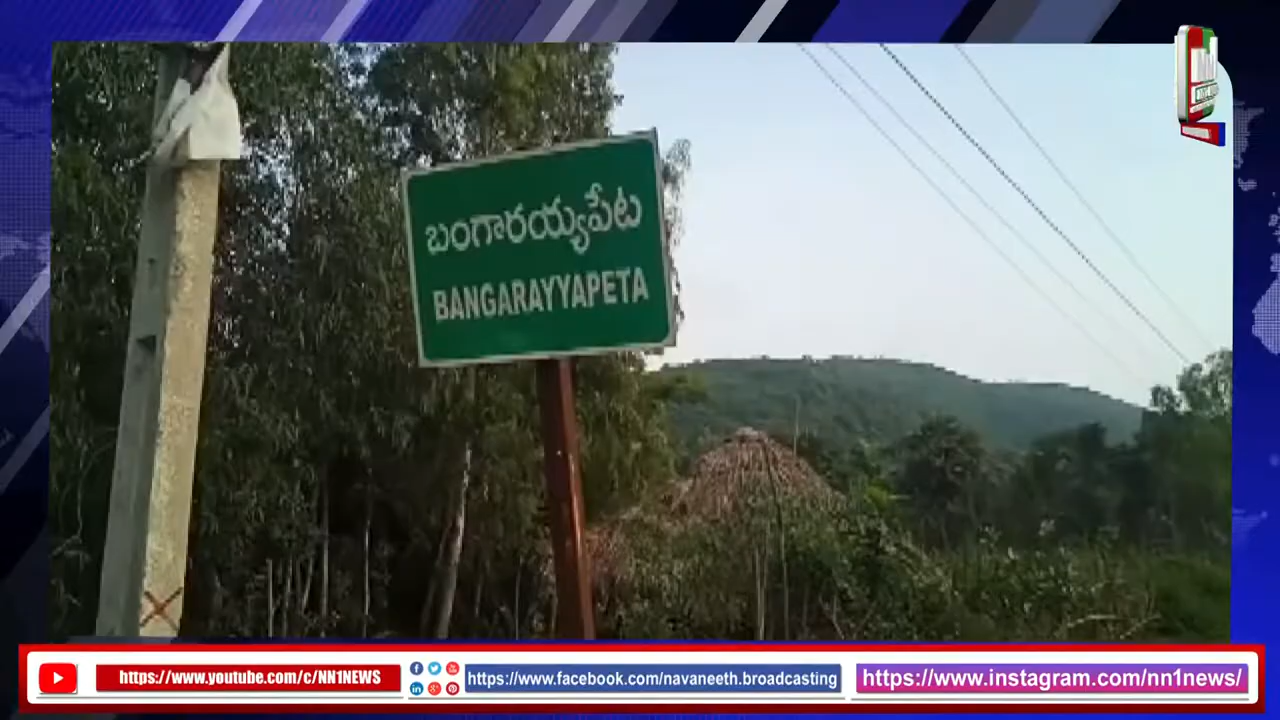 బంగారయ్యపేట
BANGARAYYAPETA
https://www.youtube.com/c/NN1NEWS
https://www.facebook.com/navaneeth.broadcasting
https://www.instagram.com/nn1news/